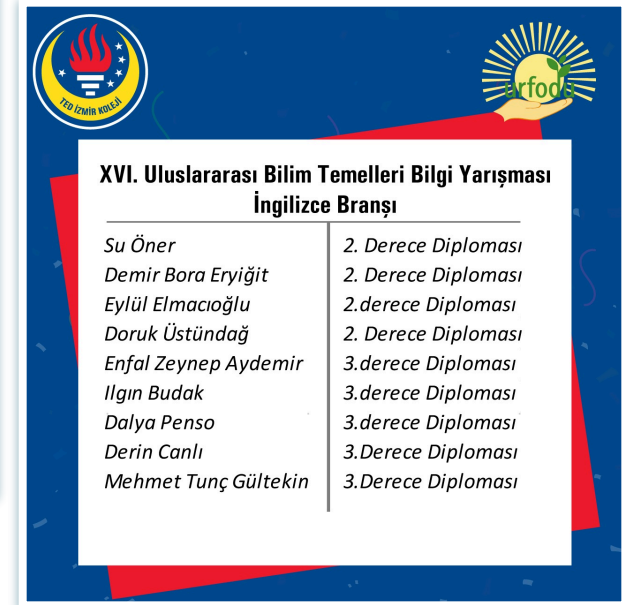 TED İZMİR KOLEJİ
urfodu
XVI. Uluslararası Bilim Temelleri Bilgi Yarışması
İngilizce Branşı
Su Öner 2. Derece Diploması
Demir Bora Eryiğit 2. Derece Diploması
Eylül Elmacıoğlu 2.derece Diploması
Doruk Üstündağ 2. Derece Diploması
Enfal Zeynep Aydemir 3.derece Diploması
Ilgın Budak 3.derece Diploması
Dalya Penso 3.derece Diploması
Derin Canlı 3.Derece Diploması
Mehmet Tunç Gültekin 3.Derece Diploması